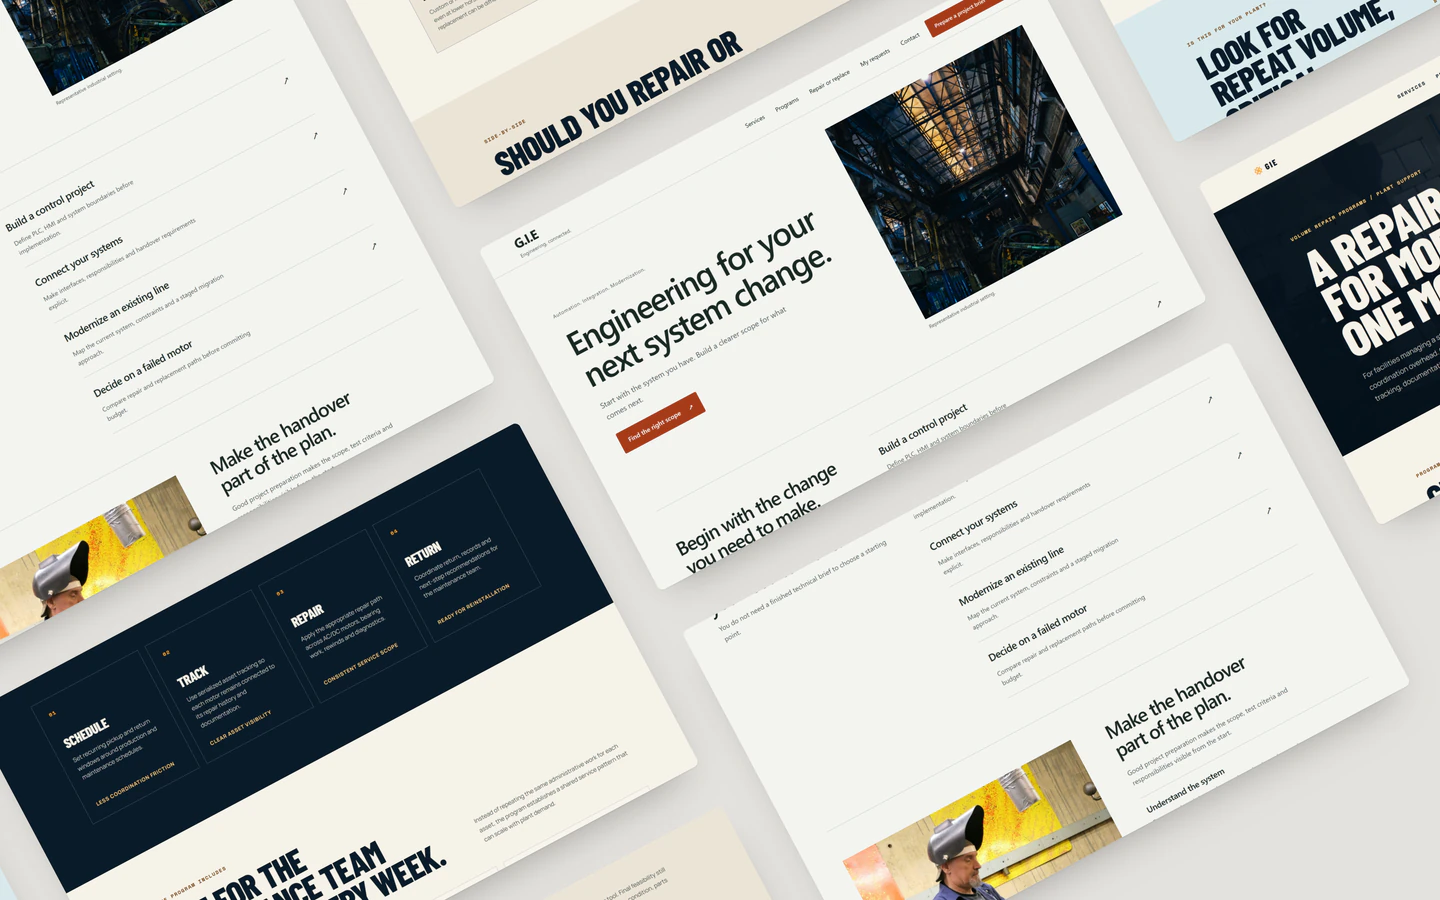 Representative industrial setting.
Build a control project
Define PLC, HMI and system boundaries before
implementation.
Connect your systems
Make interfaces, responsibilities and handover requirements
explicit.
Modernize an existing line
Map the current system, constraints and a staged migration
approach.
Decide on a failed motor
Compare repair and replacement paths before committing
budget.
Make the handover
part of the plan.
Good project preparation makes the scope, test criteria and
SIDE-BY-SIDE
SHOULD YOU REPAIR OR
G.I.E
Engineering, connected.
Services
Programs
Repair or replace
My requests
Contact
Prepare a project brief
Automation. Integration. Modernization.
Engineering for your
next system change.
Start with the system you have. Build a clearer scope for what
comes next.
Find the right scope
Representative industrial setting.
Begin with the change
you need to make.
Build a control project
Define PLC, HMI and system boundaries before
IS THIS FOR YOUR PLANT?
LOOK FOR
REPEAT VOLUME,
GIE
SERVICES
VOLUME REPAIR PROGRAMS / PLANT SUPPORT
A REPAIR
FOR
ONE
For facilities managing a
coordination overhead,
tracking,
01
SCHEDULE
Set recurring pickup and return
windows around production and
maintenance schedules.
LESS COORDINATION FRICTION
02
TRACK
Use serialized asset tracking so
each motor remains connected to
its repair history and
documentation.
CLEAR ASSET VISIBILITY
03
REPAIR
Apply the appropriate repair path
across AC/DC motors, bearing
work, rewinds and diagnostics.
CONSISTENT SERVICE SCOPE
04
RETURN
Coordinate return, records and
next-step recommendations for
the maintenance team.
READY FOR REINSTALLATION
PROGRAM INCLUDES
FOR THE
TEAM
WEEK.
Instead of repeating the same administrative work for each
asset, the program establishes a shared service pattern that
can scale with plant demand.
tool. Final feasibility still
condition, parts
You do not need a finished technical brief to choose a starting
point.
implementation.
Connect your systems
Make interfaces, responsibilities and handover requirements
explicit.
Modernize an existing line
Map the current system, constraints and a staged migration
approach.
Decide on a failed motor
Compare repair and replacement paths before committing
budget.
Make the handover
part of the plan.
Good project preparation makes the scope, test criteria and
responsibilities visible from the start.
Understand the system